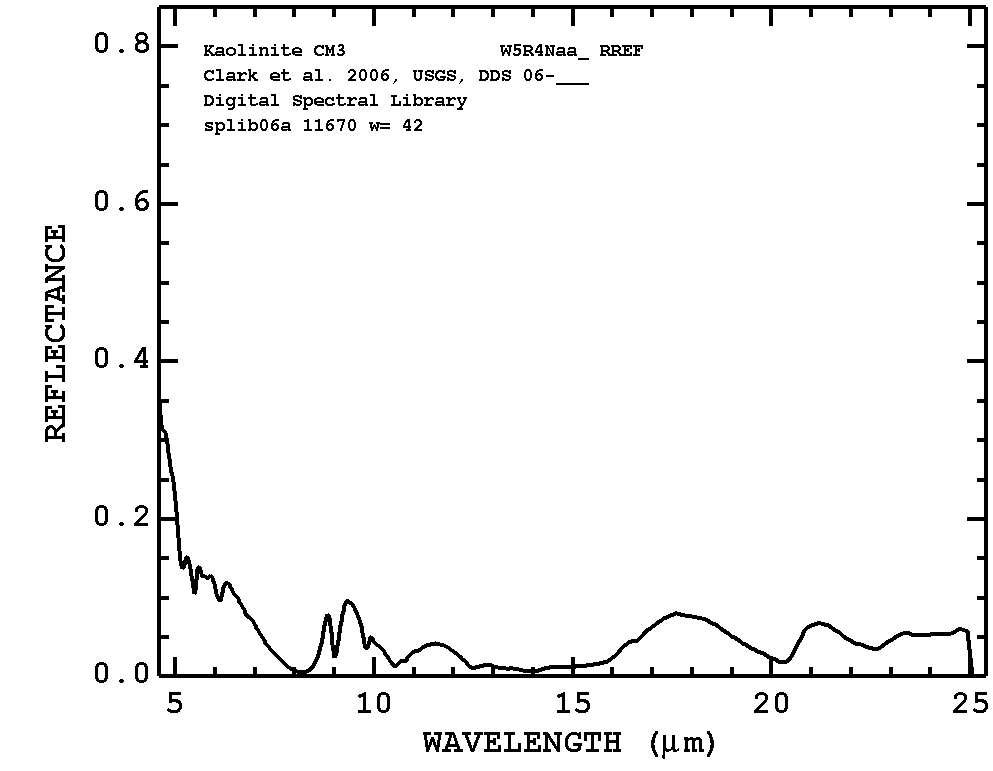 0.8
Kaolinite CM3 W5R4Naa_ RREF
Clark et al. 2006, USGS, DDS 06-___
Digital Spectral Library
splib06a 11670 w= 42
0.6
0.4
0.2
0.0
REFLECTANCE
5 10 15 20 25
WAVELENGTH (μm)